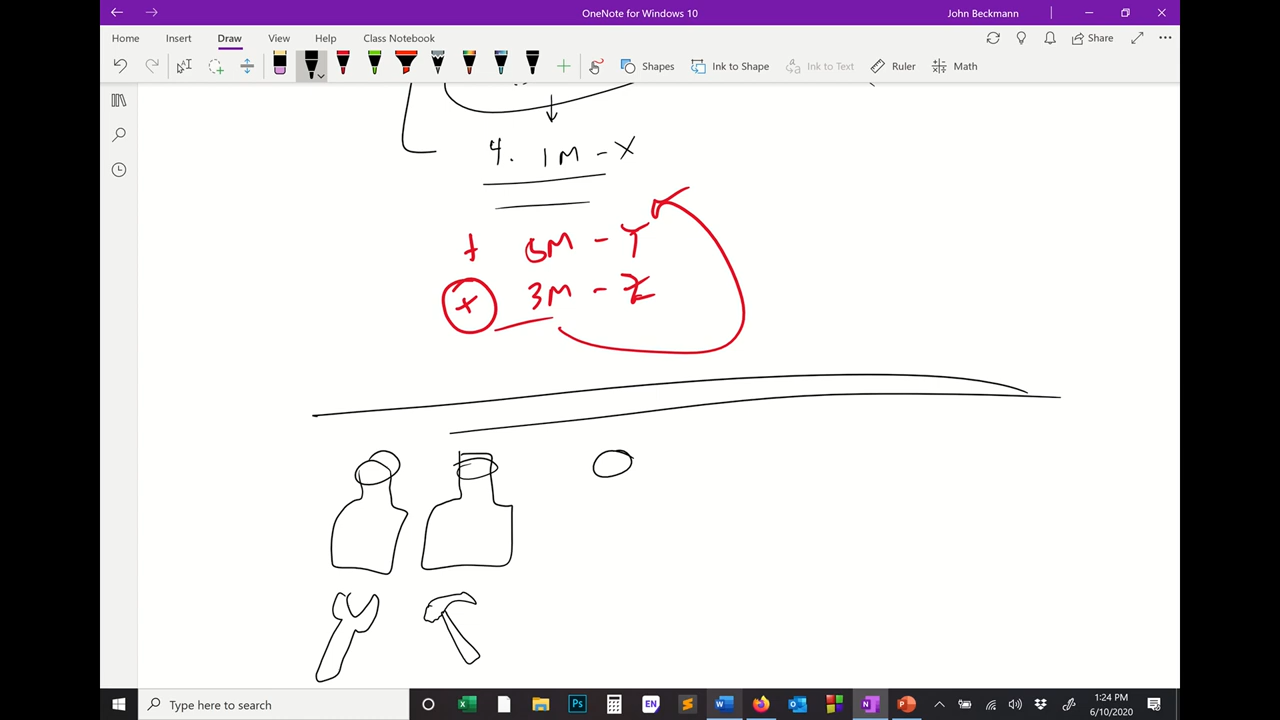 OneNote for Windows 10
John Beckmann
Home Insert Draw View Help Class Notebook
Share
Shapes Ink to Shape Ink to Text Ruler Math
4. 1M - X
+ 6M - Y
+ 3M - Z
Type here to search
1:24 PM
6/10/2020